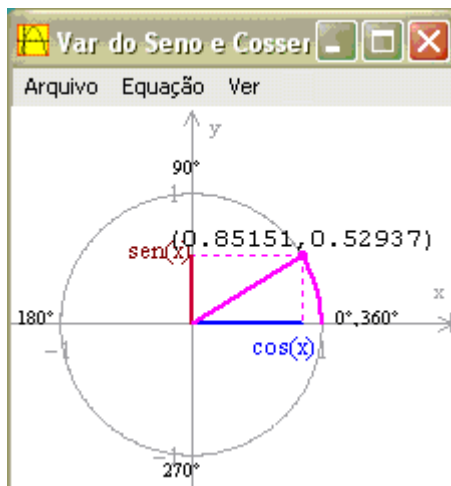 Var do Seno e Cosser
Arquivo Equação Ver
y
90°
1
(0.85151,0.52937)
sen(x)
x
180°
0°,360°
-1
cos(x)
1
-1
270°